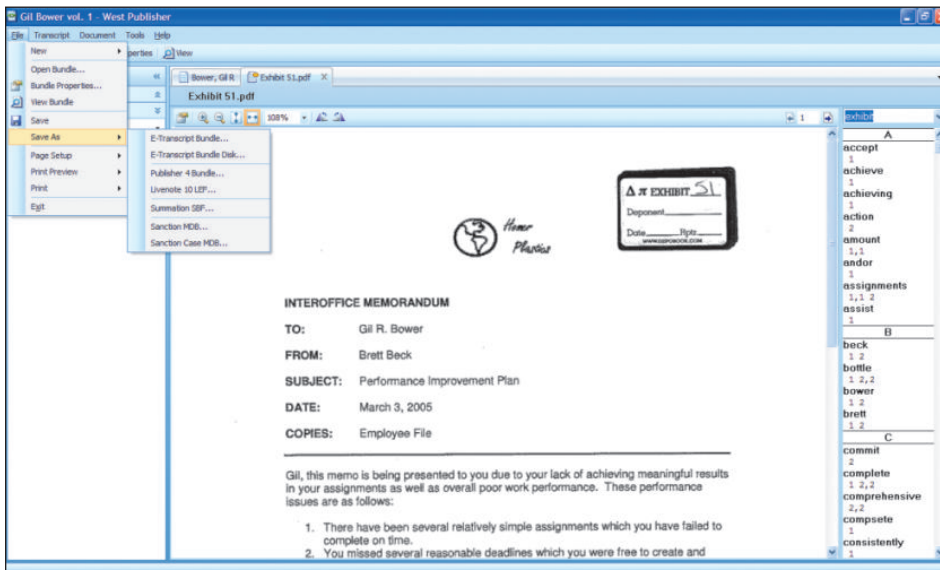 Gil Bower vol. 1 - West Publisher
File Transcript Document Tools Help
perties View
New
Open Bundle...
Bundle Properties...
View Bundle
Save
Save As
Page Setup
Print Preview
Print
Exit
E-Transcript Bundle...
E-Transcript Bundle Disk...
Publisher 4 Bundle...
Livenote 10 LEF...
Summation SBF...
Sanction MDB...
Sanction Case MDB...
Bower, Gil R Exhibit 51.pdf X
Exhibit 51.pdf
108% 1
Δ π EXHIBIT 51
Deponent
Date Rptr.
WWW.DEPOBOOK.COM
Homer
Plastics
INTEROFFICE MEMORANDUM
TO: Gil R. Bower
FROM: Brett Beck
SUBJECT: Performance Improvement Plan
DATE: March 3, 2005
COPIES: Employee File
Gil, this memo is being presented to you due to your lack of achieving meaningful results
in your assignments as well as overall poor work performance. These performance
issues are as follows:
1. There have been several relatively simple assignments which you have failed to
complete on time.
2. You missed several reasonable deadlines which you were free to create and
exhibit
A
accept
1
achieve
1
achieving
1
action
2
amount
1,1
andor
1
assignments
1,1 2
assist
1
B
beck
1 2
bottle
1 2,2
bower
1 2
brett
1 2
C
commit
2
complete
1 2,2
comprehensive
2,2
compsete
1
consistently
1